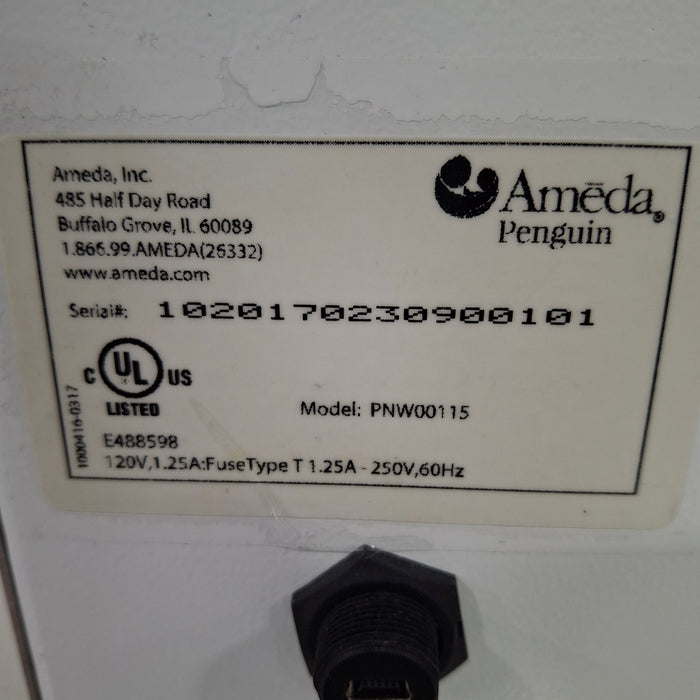 Ameda, Inc.
485 Half Day Road
Buffalo Grove, IL 60089
1.866.99.AMEDA(26332)
www.ameda.com
Amēda®
Penguin
Serial#: 1020170230900101
C UL US
LISTED
E488598
Model: PNW00115
120V,1.25A:FuseType T 1.25A - 250V,60Hz
1000416-0317